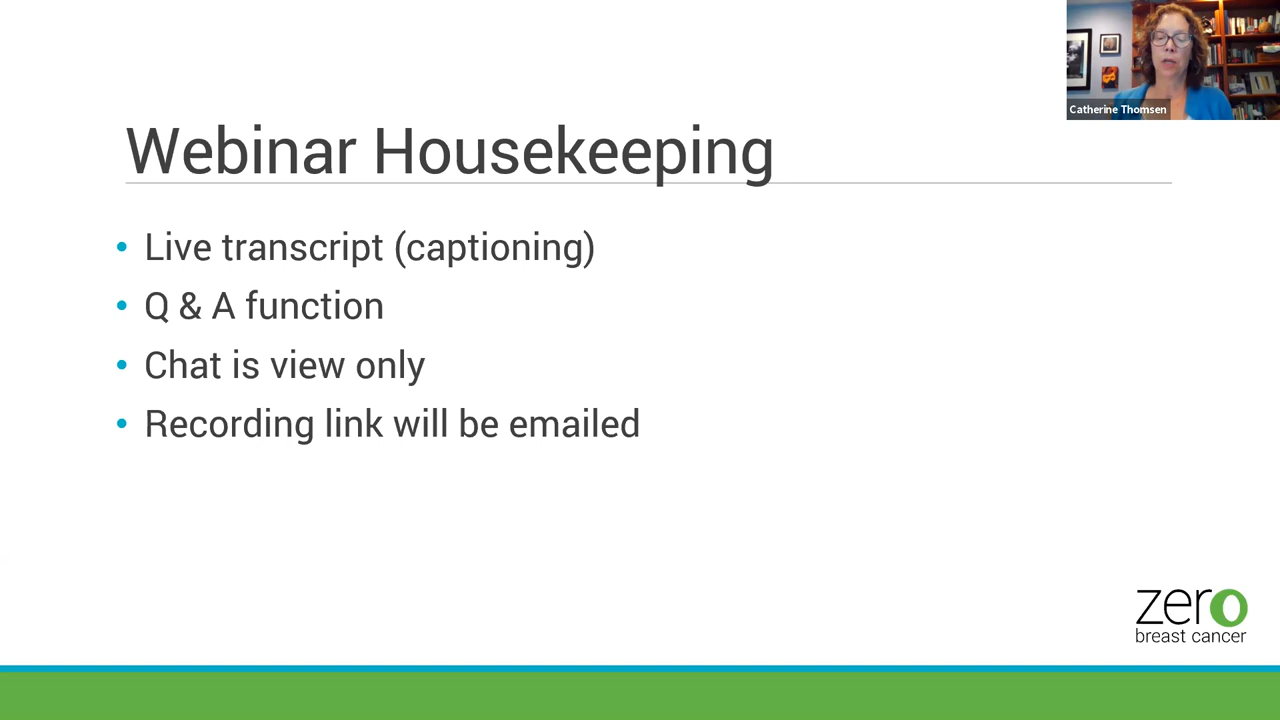 Catherine Thomsen
Webinar Housekeeping
• Live transcript (captioning)
• Q & A function
• Chat is view only
• Recording link will be emailed
zero
breast cancer